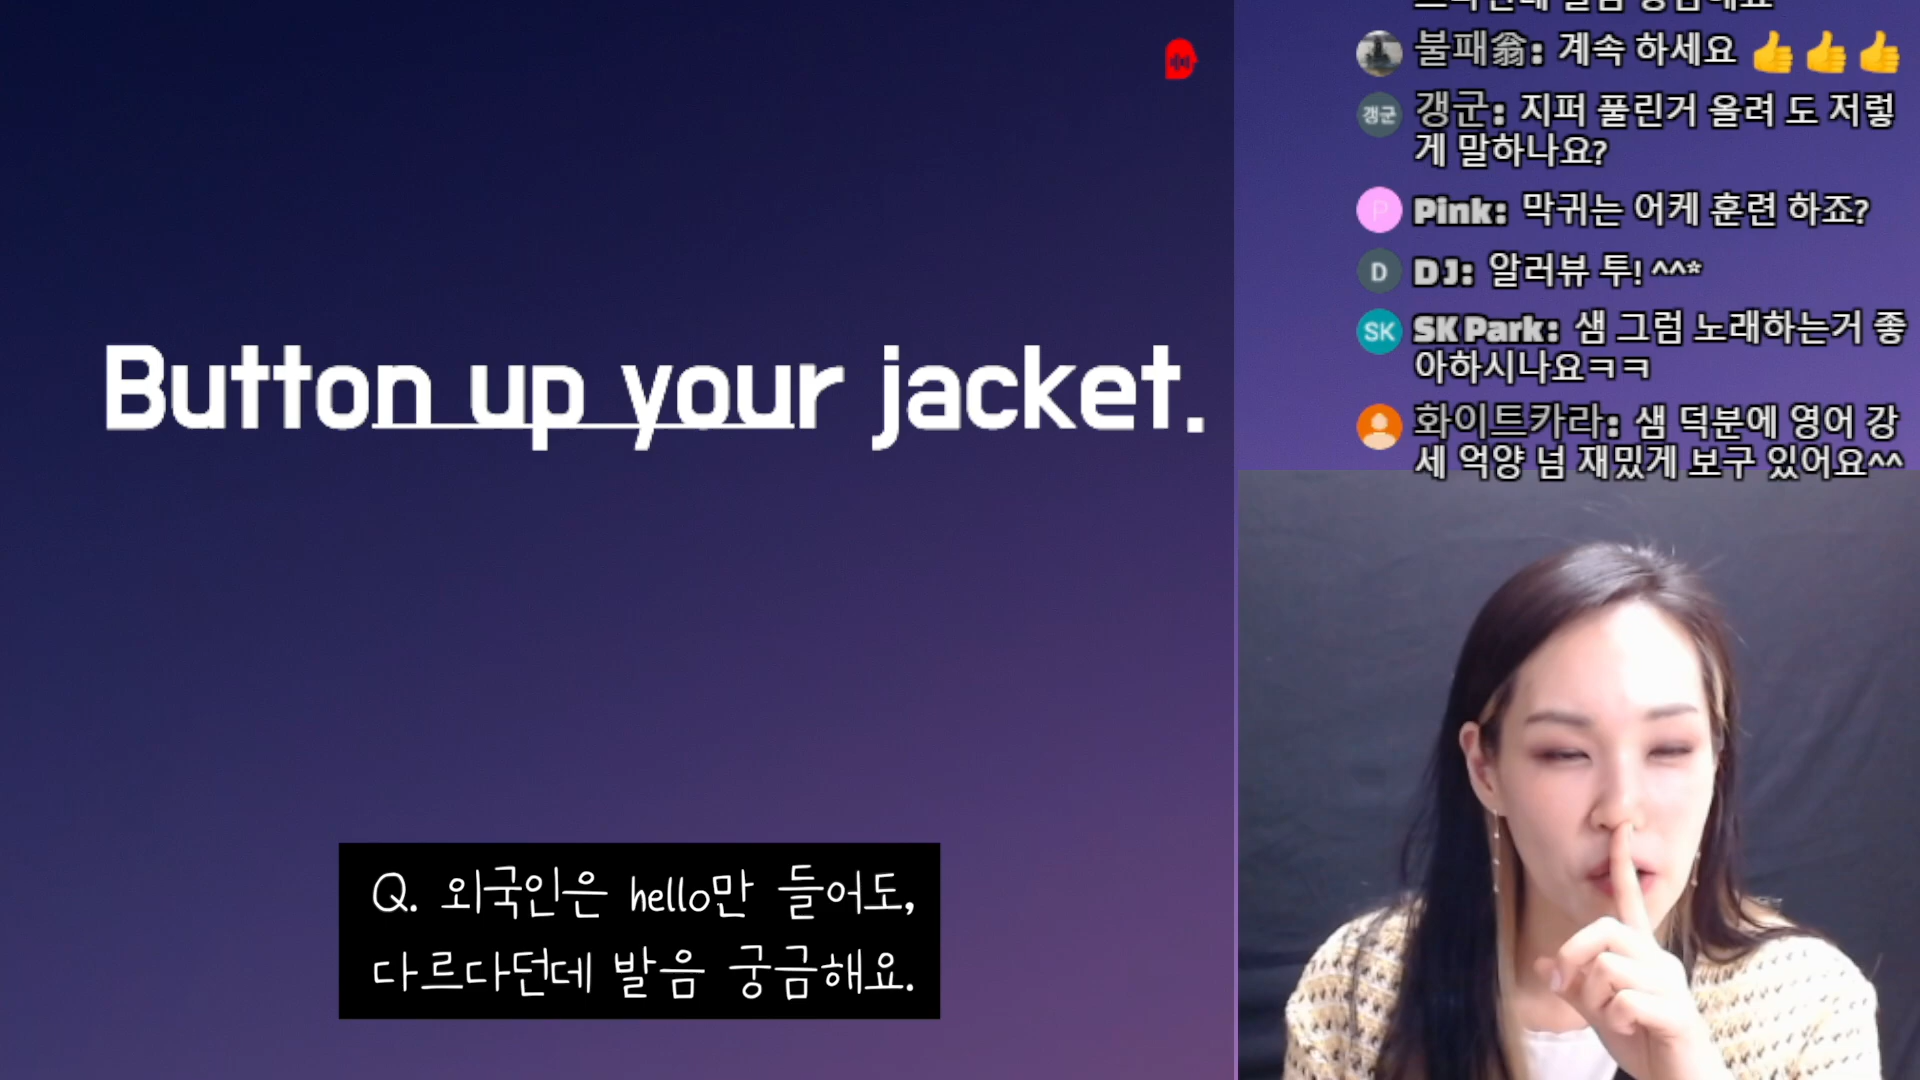 Button up your jacket.
Q. 외국인은 hello만 들어도,
다르다던데 발음 궁금해요.
불패翁: 계속 하세요 👍👍👍
갱군
갱군: 지퍼 풀린거 올려 도 저렇
게 말하나요?
P
Pink: 막귀는 어케 훈련 하죠?
D
DJ: 알러뷰 투! ^^*
SK
SK Park: 샘 그럼 노래하는거 좋
아하시나요ㅋㅋ
화이트카라: 샘 덕분에 영어 강
세 억양 넘 재밌게 보구 있어요^^